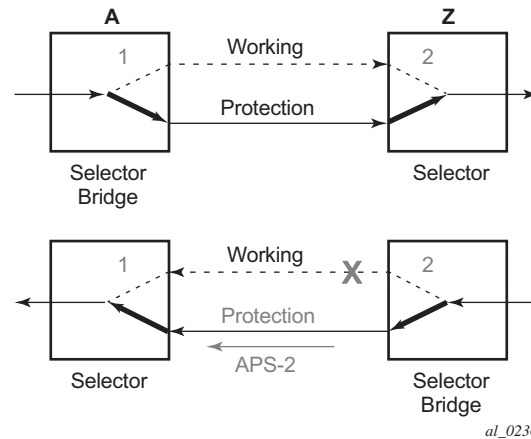 A
Z
1
Working
2
Protection
Selector
Bridge
Selector
1
Working
X
2
Protection
APS-2
Selector
Selector
Bridge